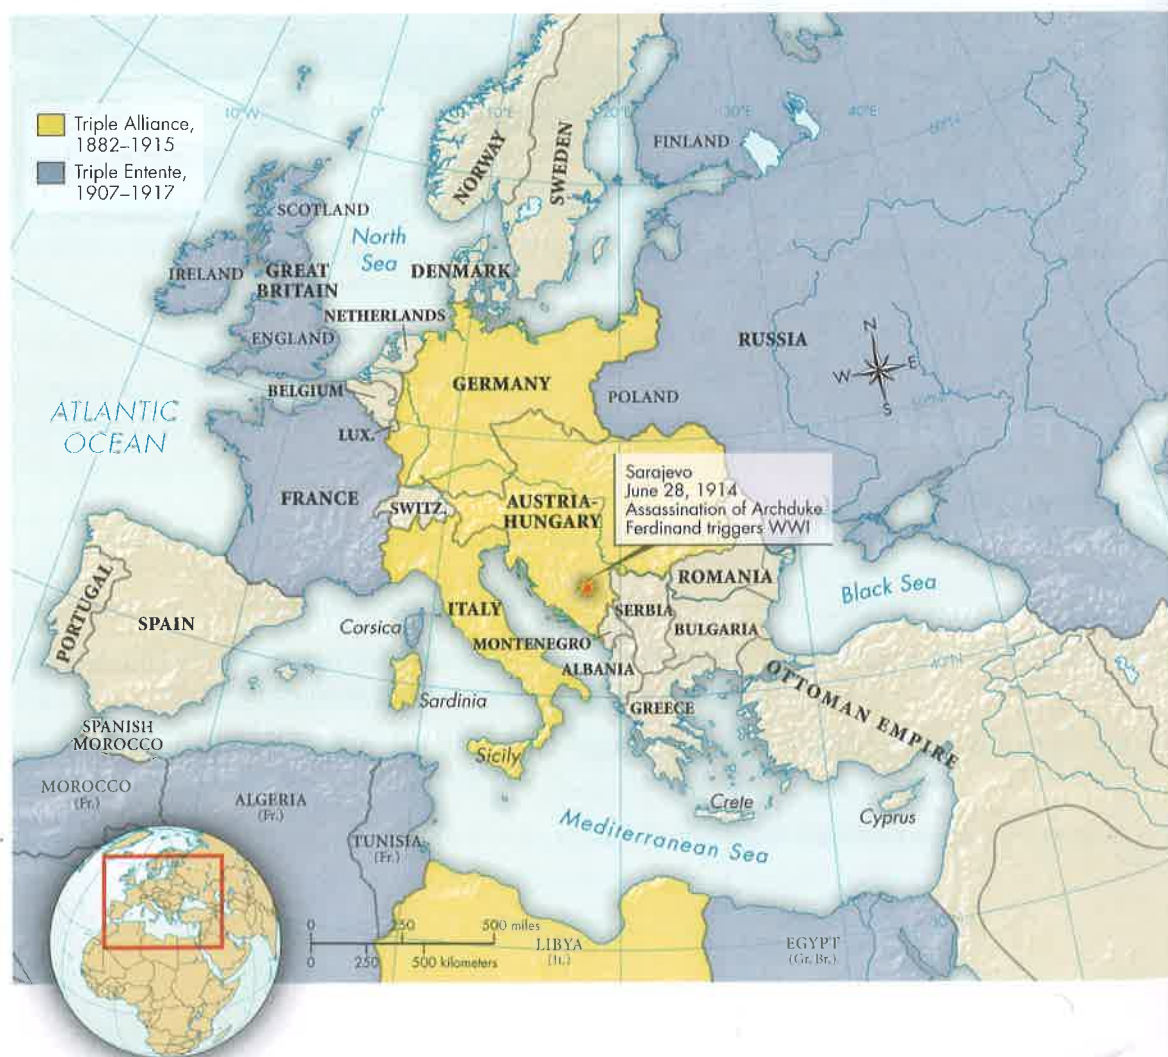 Triple Alliance,
1882–1915
Triple Entente,
1907–1917
10°W
0°
10°E
20°E
30°E
40°E
FINLAND
NORWAY
SWEDEN
SCOTLAND
North
Sea
IRELAND
GREAT
BRITAIN
DENMARK
NETHERLANDS
ENGLAND
RUSSIA
N
W
E
S
BELGIUM
GERMANY
POLAND
ATLANTIC
OCEAN
LUX.
FRANCE
SWITZ.
AUSTRIA-
HUNGARY
Sarajevo
June 28, 1914
Assassination of Archduke
Ferdinand triggers WWI
ROMANIA
Black Sea
PORTUGAL
SPAIN
Corsica
ITALY
SERBIA
BULGARIA
MONTENEGRO
ALBANIA
40°N
OTTOMAN EMPIRE
Sardinia
GREECE
SPANISH
MOROCCO
Sicily
MOROCCO
(Fr.)
ALGERIA
(Fr.)
TUNISIA
(Fr.)
Crete
Cyprus
Mediterranean Sea
0
250
500 miles
0
250
500 kilometers
LIBYA
(It.)
EGYPT
(Gr. Br.)